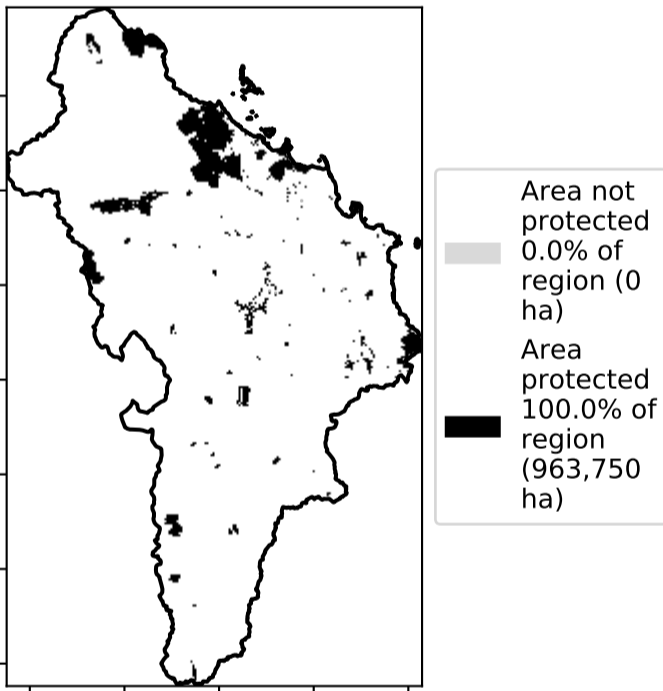 Area not
protected
0.0% of
region (0
ha)
Area
protected
100.0% of
region
(963,750
ha)